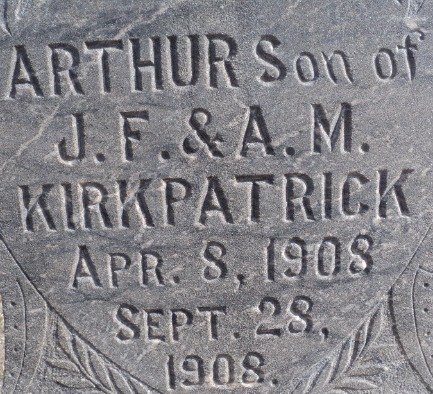 ARTHUR Son of
J. F. & A. M.
KIRKPATRICK
APR. 8, 1908
SEPT. 28,
1908.